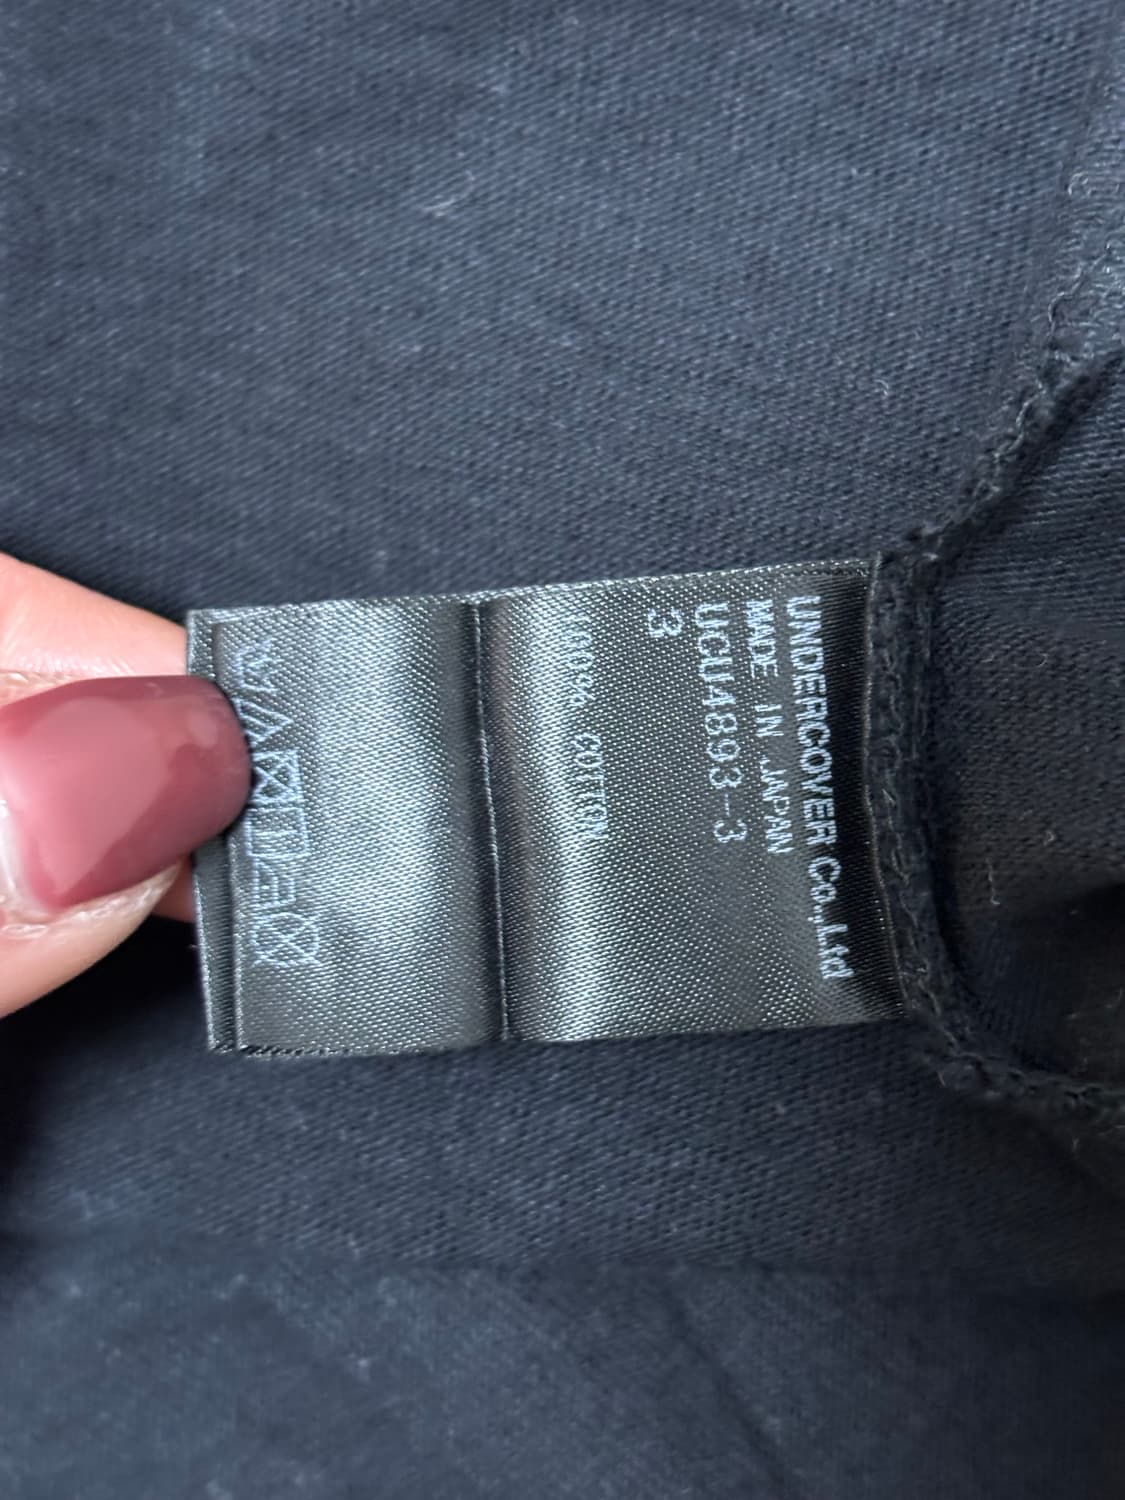 UNDERCOVER Co.,Ltd
MADE IN JAPAN
UCU4893-3
3
100% COTTON